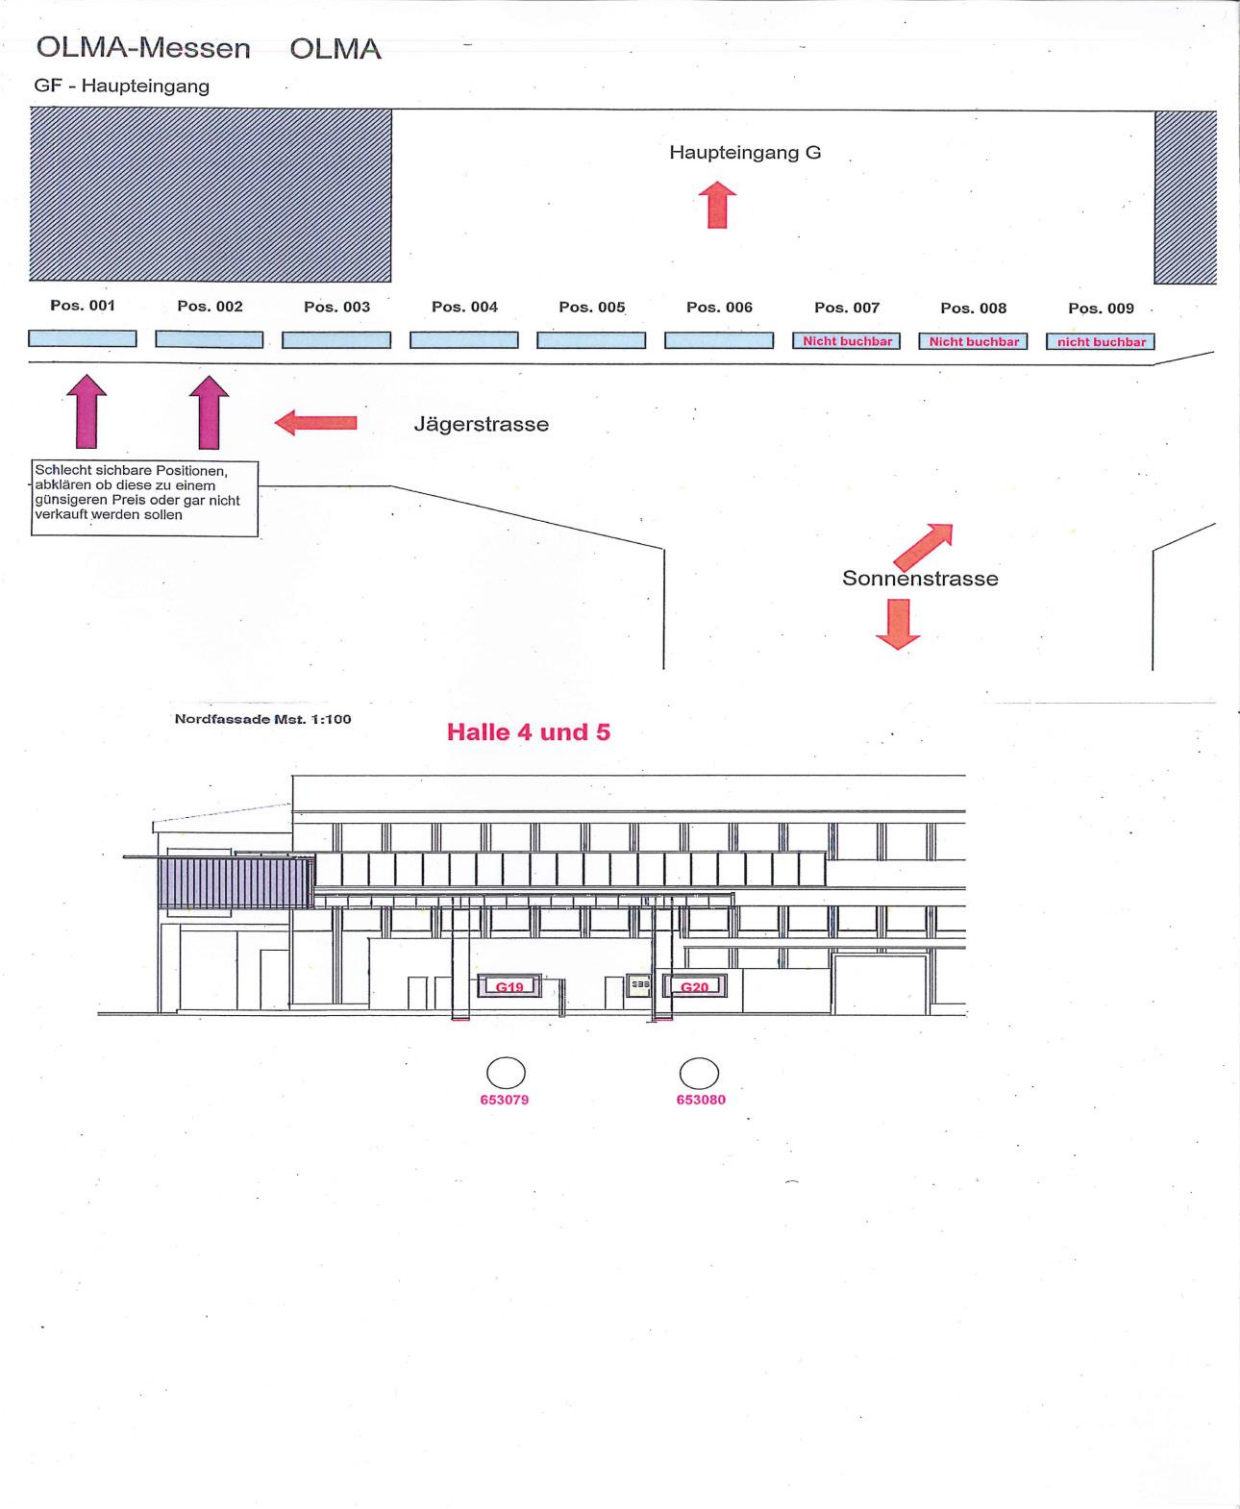 OLMA-Messen OLMA
GF - Haupteingang
Haupteingang G
Pos. 001 Pos. 002 Pos. 003 Pos. 004 Pos. 005 Pos. 006 Pos. 007 Pos. 008 Pos. 009
Nicht buchbar Nicht buchbar nicht buchbar
Jägerstrasse
Schlecht sichbare Positionen,
abklären ob diese zu einem
günsigeren Preis oder gar nicht
verkauft werden sollen
Sonnenstrasse
Nordfassade Mst. 1:100
Halle 4 und 5
G19 G20
653079 653080